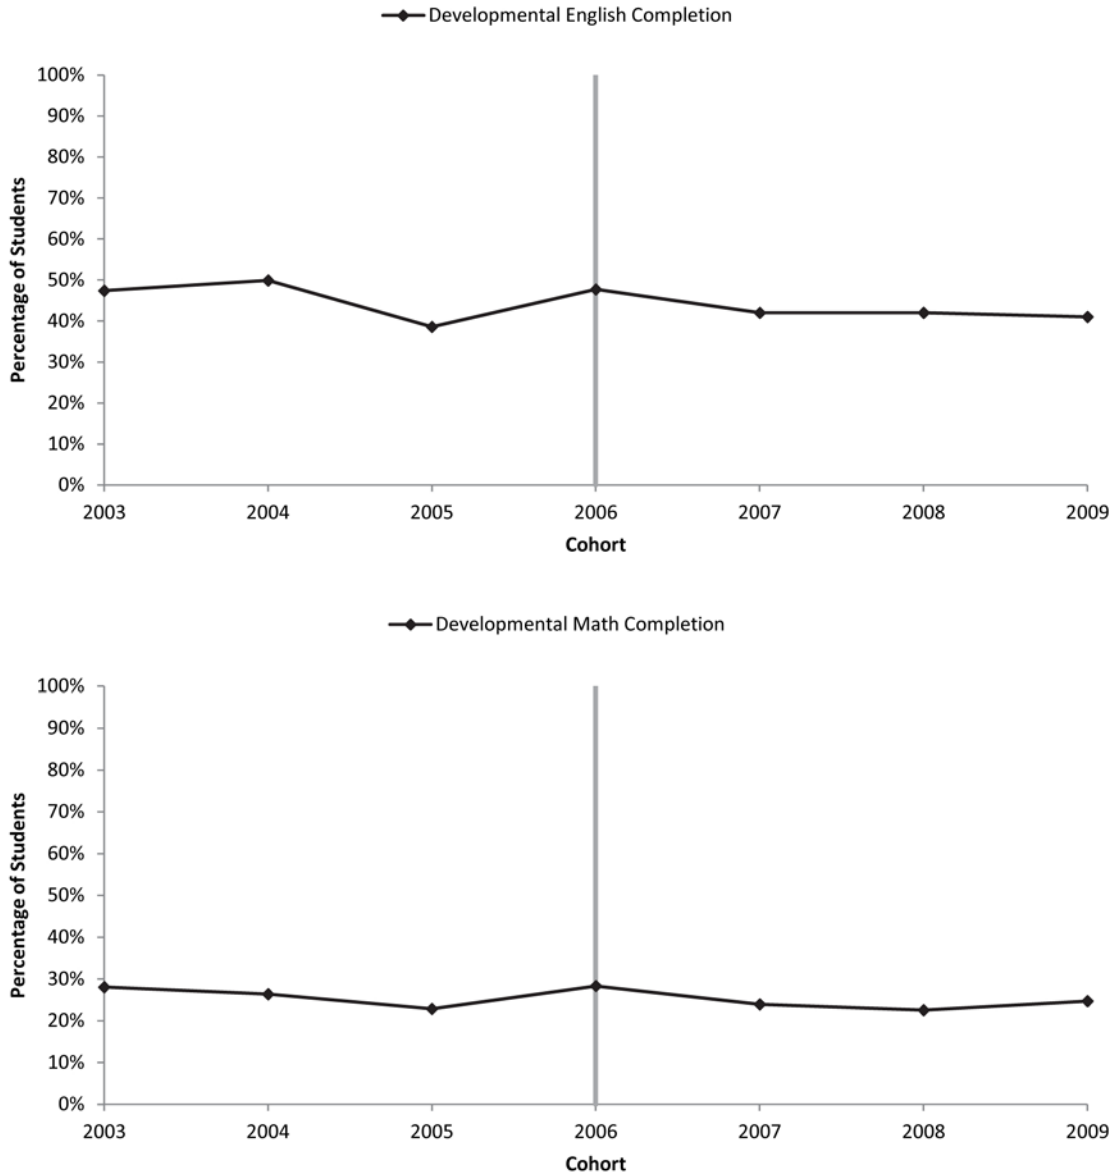 Developmental English Completion
100%
90%
80%
70%
60%
50%
40%
30%
20%
10%
0%
Percentage of Students
2003 2004 2005 2006 2007 2008 2009
Cohort
Developmental Math Completion
100%
90%
80%
70%
60%
50%
40%
30%
20%
10%
0%
Percentage of Students
2003 2004 2005 2006 2007 2008 2009
Cohort